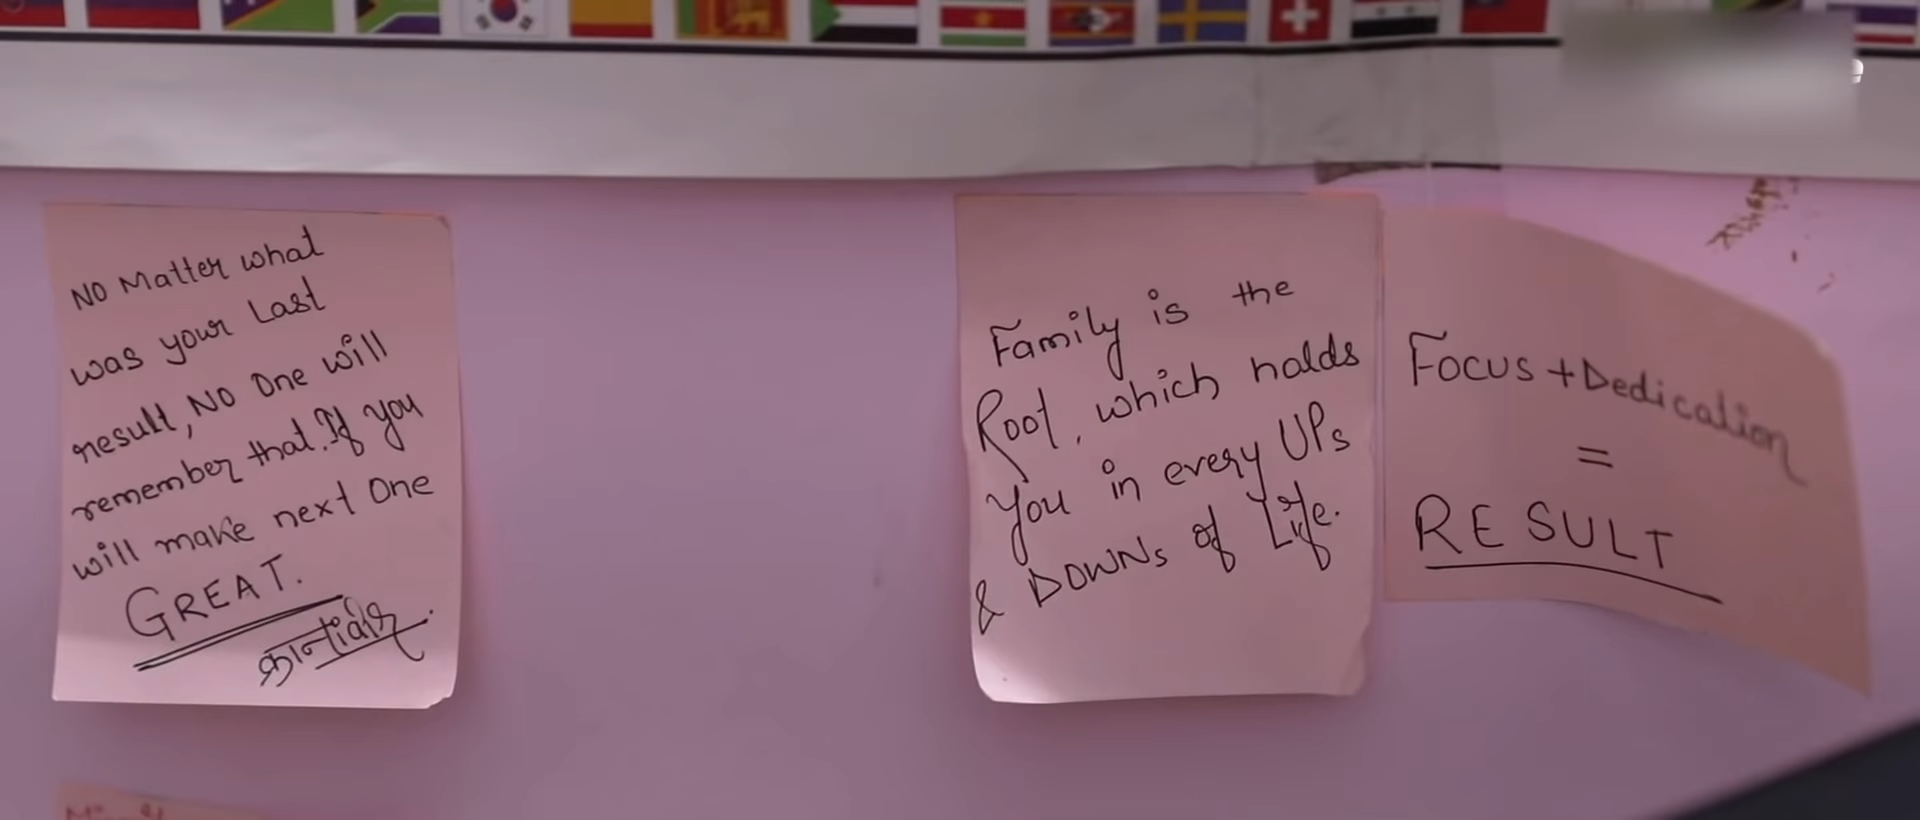 NO Matter what
was your Last
result, NO One will
remember that. If you
will make next One
GREAT.
Family is the
Root, which holds
You in every UPs
& DOWNs of Life.
FOCUS + Dedication
=
RESULT